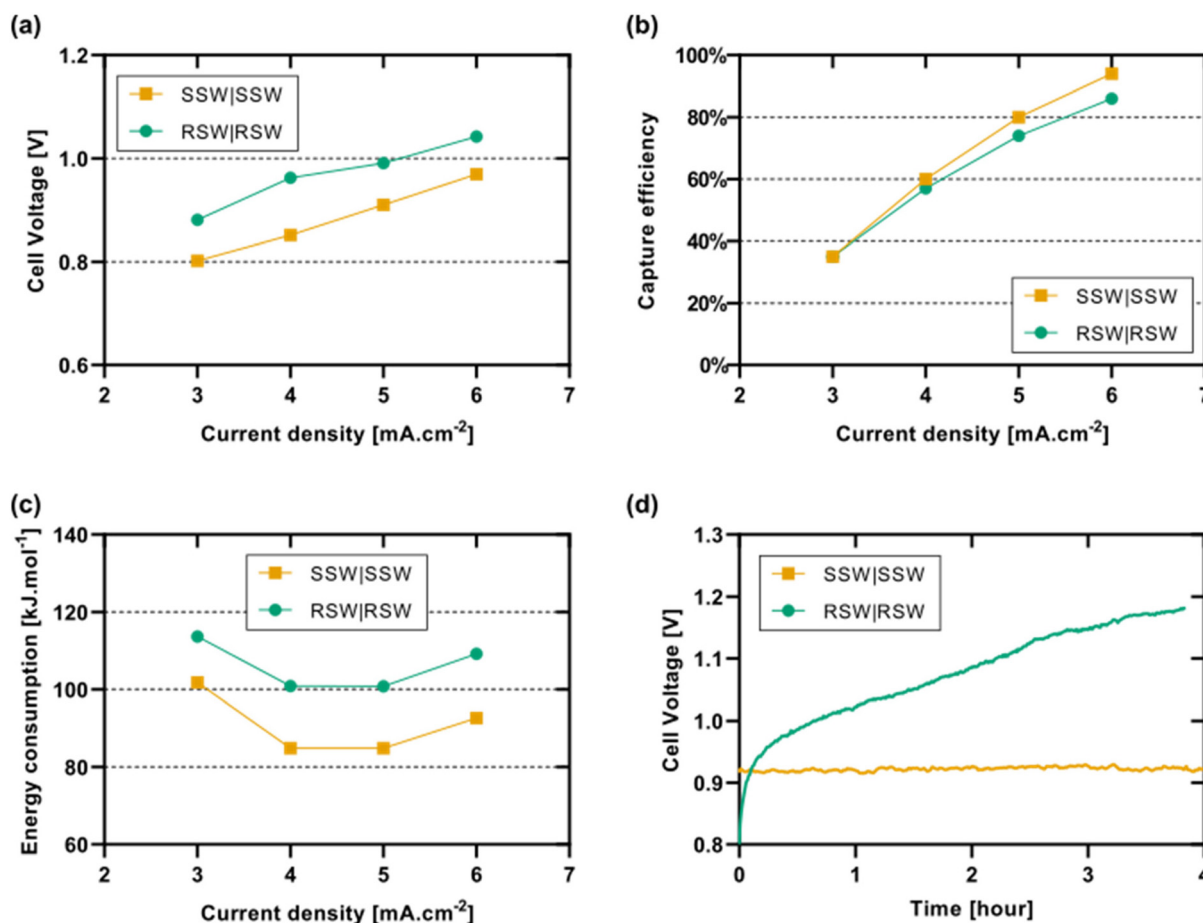 (a)
1.2
1.0
0.8
0.6
Cell Voltage [V]
SSW|SSW
RSW|RSW
2 3 4 5 6 7
Current density [mA.cm⁻²]
(b)
100%
80%
60%
40%
20%
0%
Capture efficiency
SSW|SSW
RSW|RSW
2 3 4 5 6 7
Current density [mA.cm⁻²]
(c)
140
120
100
80
60
Energy consumption [kJ.mol⁻¹]
SSW|SSW
RSW|RSW
2 3 4 5 6 7
Current density [mA.cm⁻²]
(d)
1.3
1.2
1.1
1.0
0.9
0.8
Cell Voltage [V]
SSW|SSW
RSW|RSW
0 1 2 3 4
Time [hour]